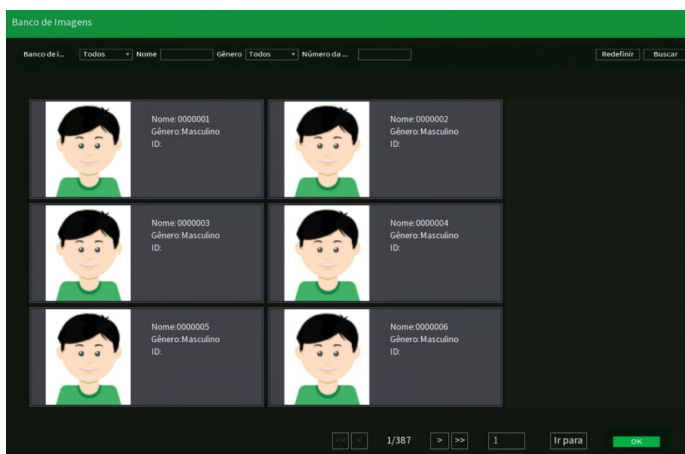 Banco de Imagens
Banco de i... Todos Nome Gênero Todos Número da ... Redefinir Buscar
Nome:0000001
Gênero:Masculino
ID:
Nome:0000002
Gênero:Masculino
ID:
Nome:0000003
Gênero:Masculino
ID:
Nome:0000004
Gênero:Masculino
ID:
Nome:0000005
Gênero:Masculino
ID:
Nome:0000006
Gênero:Masculino
ID:
<< < 1/387 > >> 1 Ir para OK